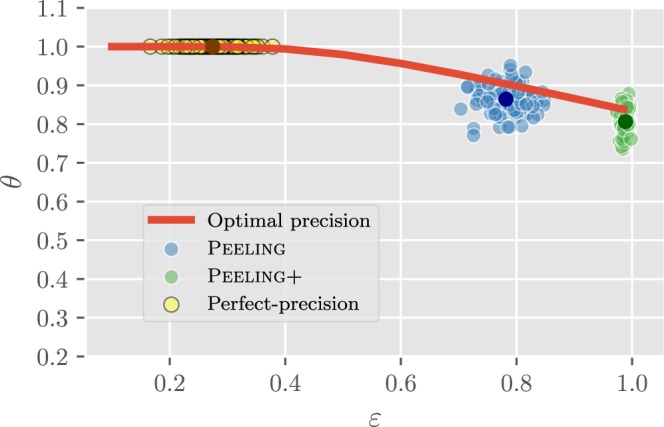 1.1
1.0
0.9
0.8
0.7
0.6
0.5
0.4
0.3
0.2
θ
Optimal precision
PEELING
PEELING+
Perfect-precision
0.2 0.4 0.6 0.8 1.0
ε